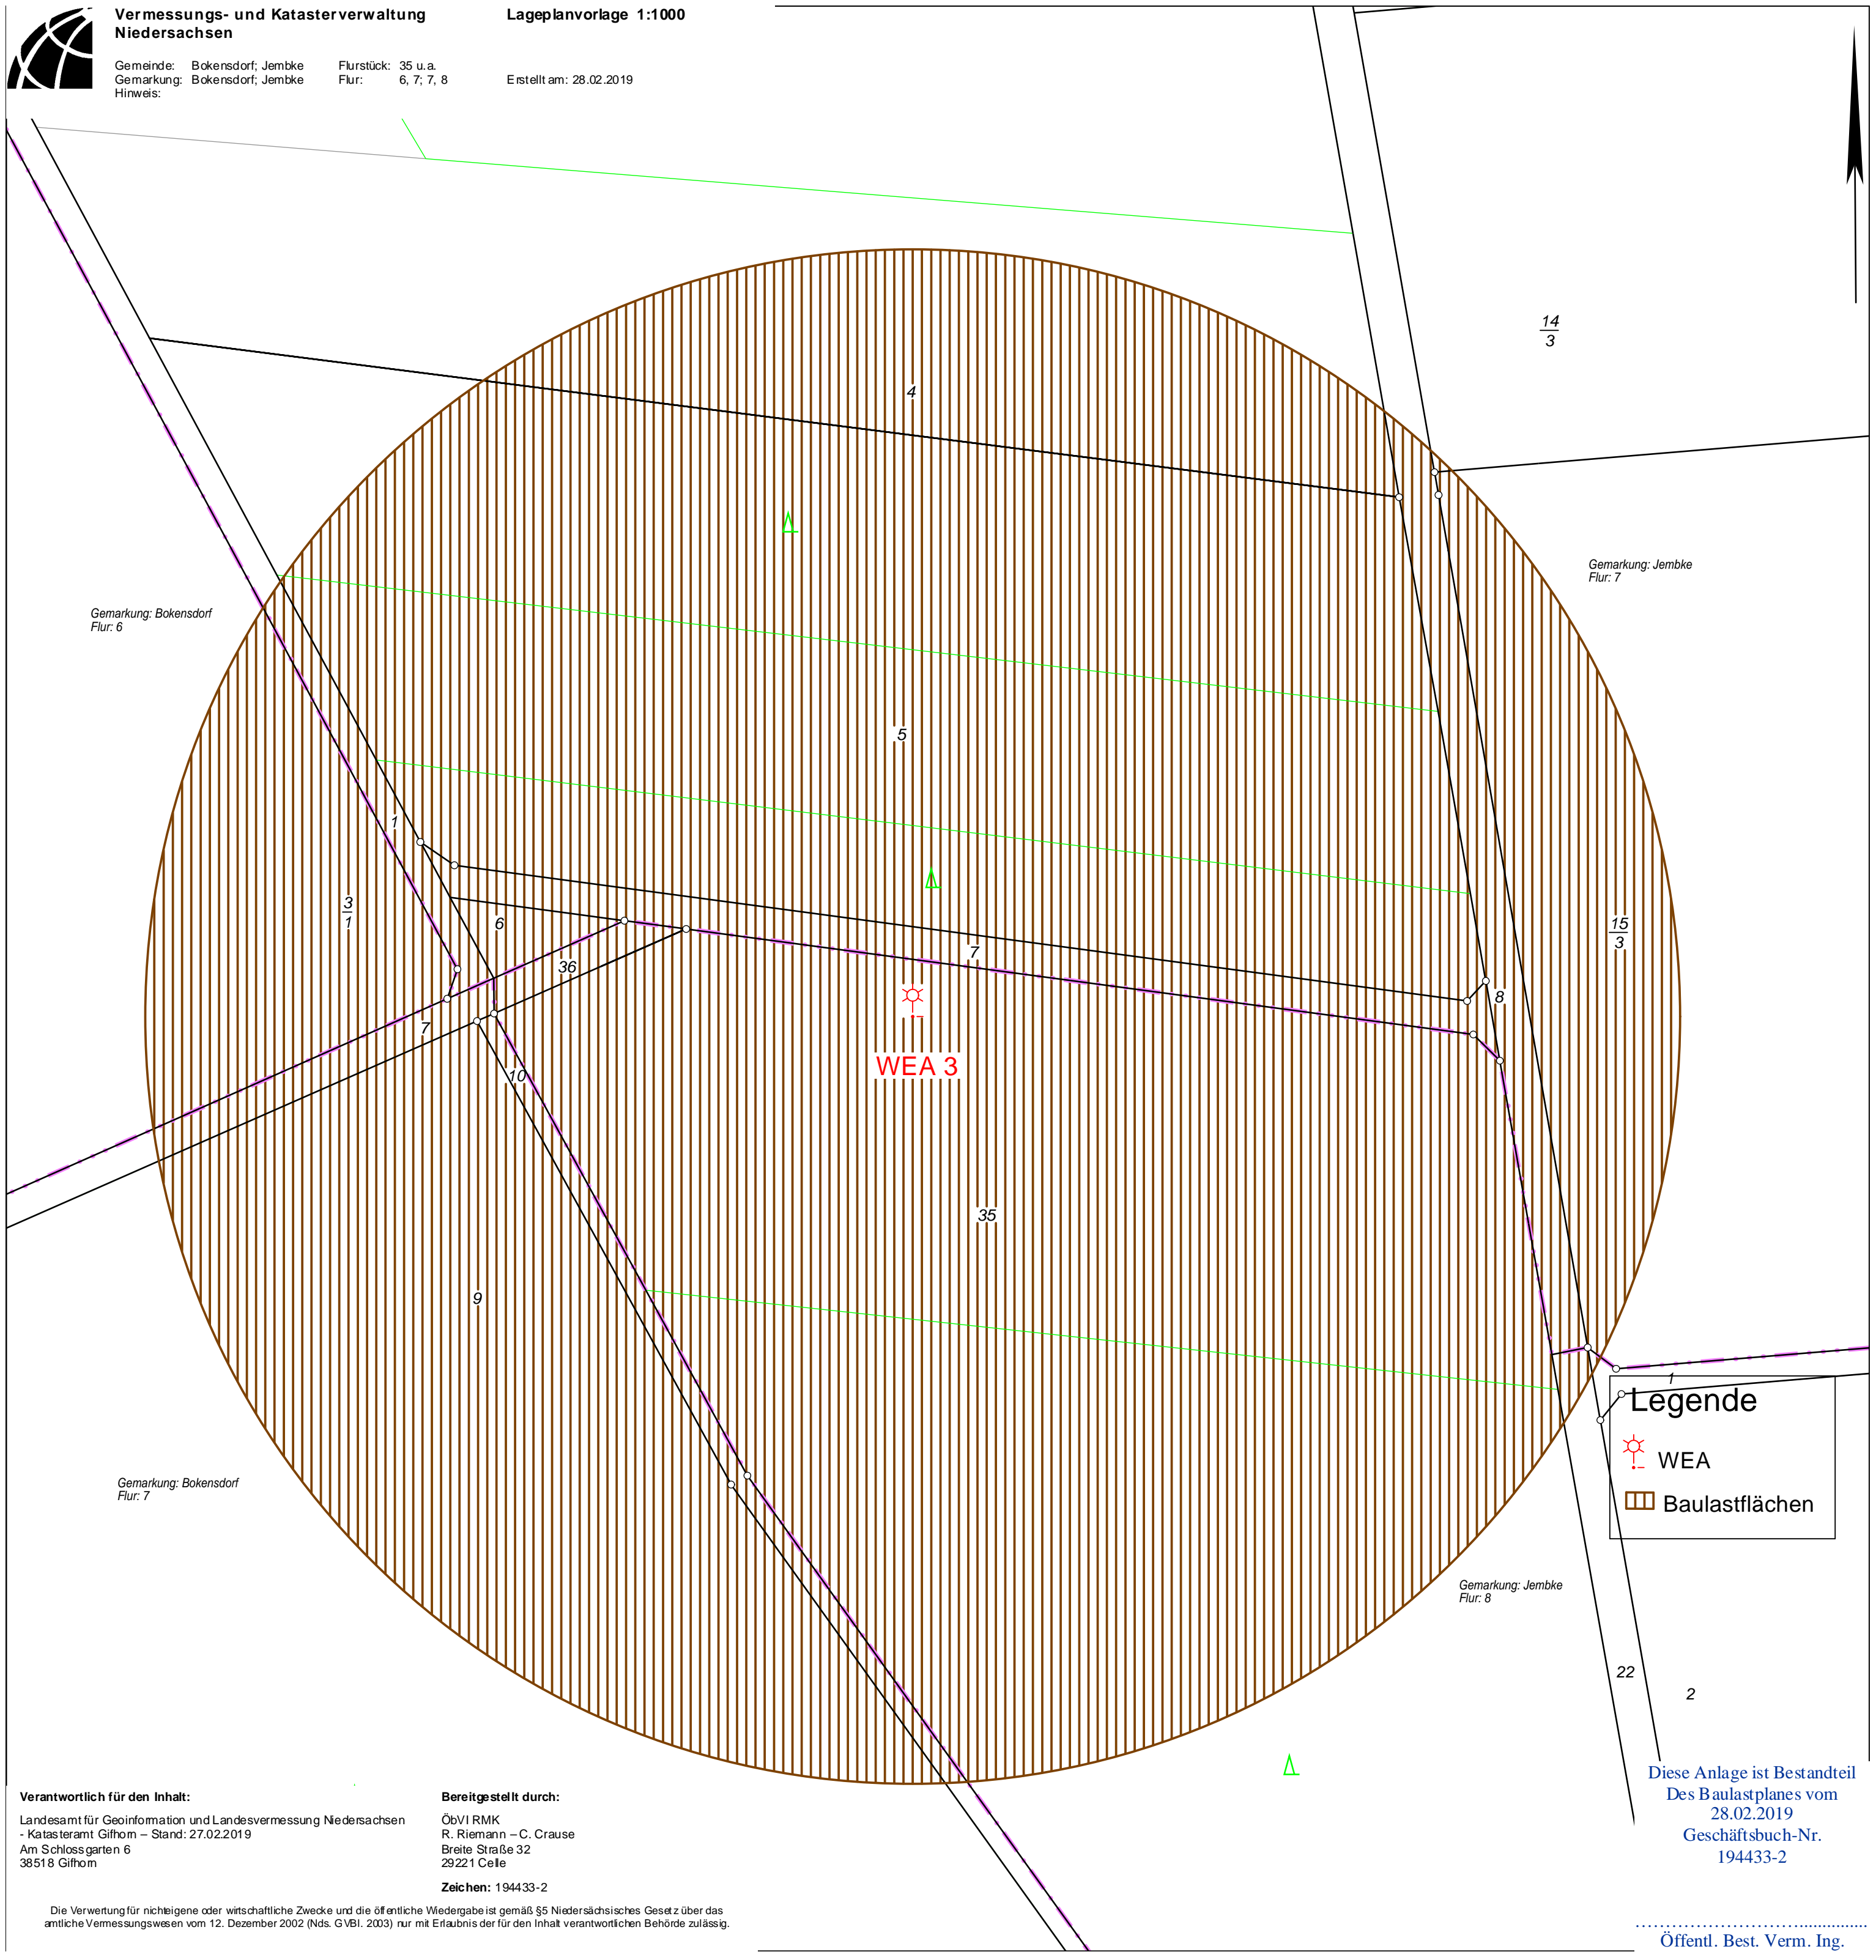 Vermessungs- und Katasterverwaltung
Niedersachsen
Lageplanvorlage 1:1000
Gemeinde: Bokensdorf; Jembke Flurstück: 35 u.a.
Gemarkung: Bokensdorf; Jembke Flur: 6, 7; 7, 8 Erstellt am: 28.02.2019
Hinweis:
14
3
4
Gemarkung: Jembke
Flur: 7
Gemarkung: Bokensdorf
Flur: 6
5
1
3
1
6
15
3
7
36
8
7
WEA 3
10
35
9
1
Legende
WEA
Baulastflächen
Gemarkung: Bokensdorf
Flur: 7
Gemarkung: Jembke
Flur: 8
22
2
Diese Anlage ist Bestandteil
Des Baulastplanes vom
28.02.2019
Geschäftsbuch-Nr.
194433-2
Öffentl. Best. Verm. Ing.
Verantwortlich für den Inhalt:
Landesamt für Geoinformation und Landesvermessung Niedersachsen
- Katasteramt Gifhorn – Stand: 27.02.2019
Am Schlossgarten 6
38518 Gifhorn
Bereitgestellt durch:
ÖbVI RMK
R. Riemann – C. Crause
Breite Straße 32
29221 Celle
Zeichen: 194433-2
Die Verwertung für nichteigene oder wirtschaftliche Zwecke und die öffentliche Wiedergabe ist gemäß §5 Niedersächsisches Gesetz über das
amtliche Vermessungswesen vom 12. Dezember 2002 (Nds. GVBl. 2003) nur mit Erlaubnis der für den Inhalt verantwortlichen Behörde zulässig.